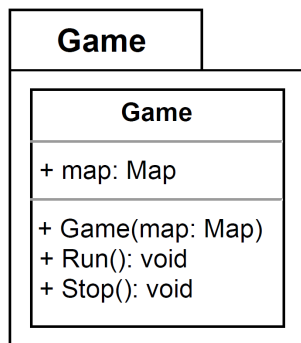 Game
Game
+ map: Map
+ Game(map: Map)
+ Run(): void
+ Stop(): void